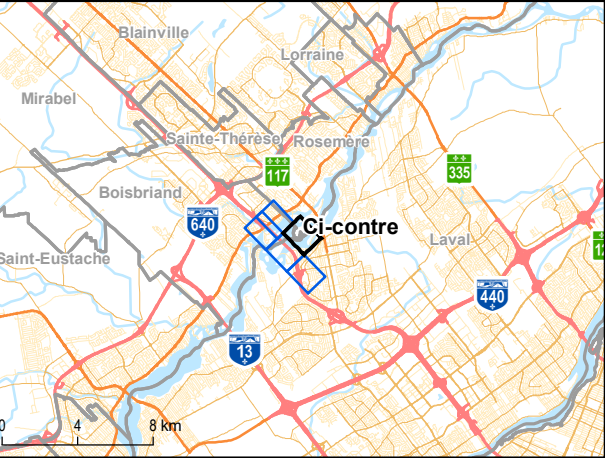 Blainville
Lorraine
Mirabel
Sainte-Thérèse
Rosemère
117
335
Boisbriand
640
Ci-contre
Laval
Saint-Eustache
440
13
0 4 8 km